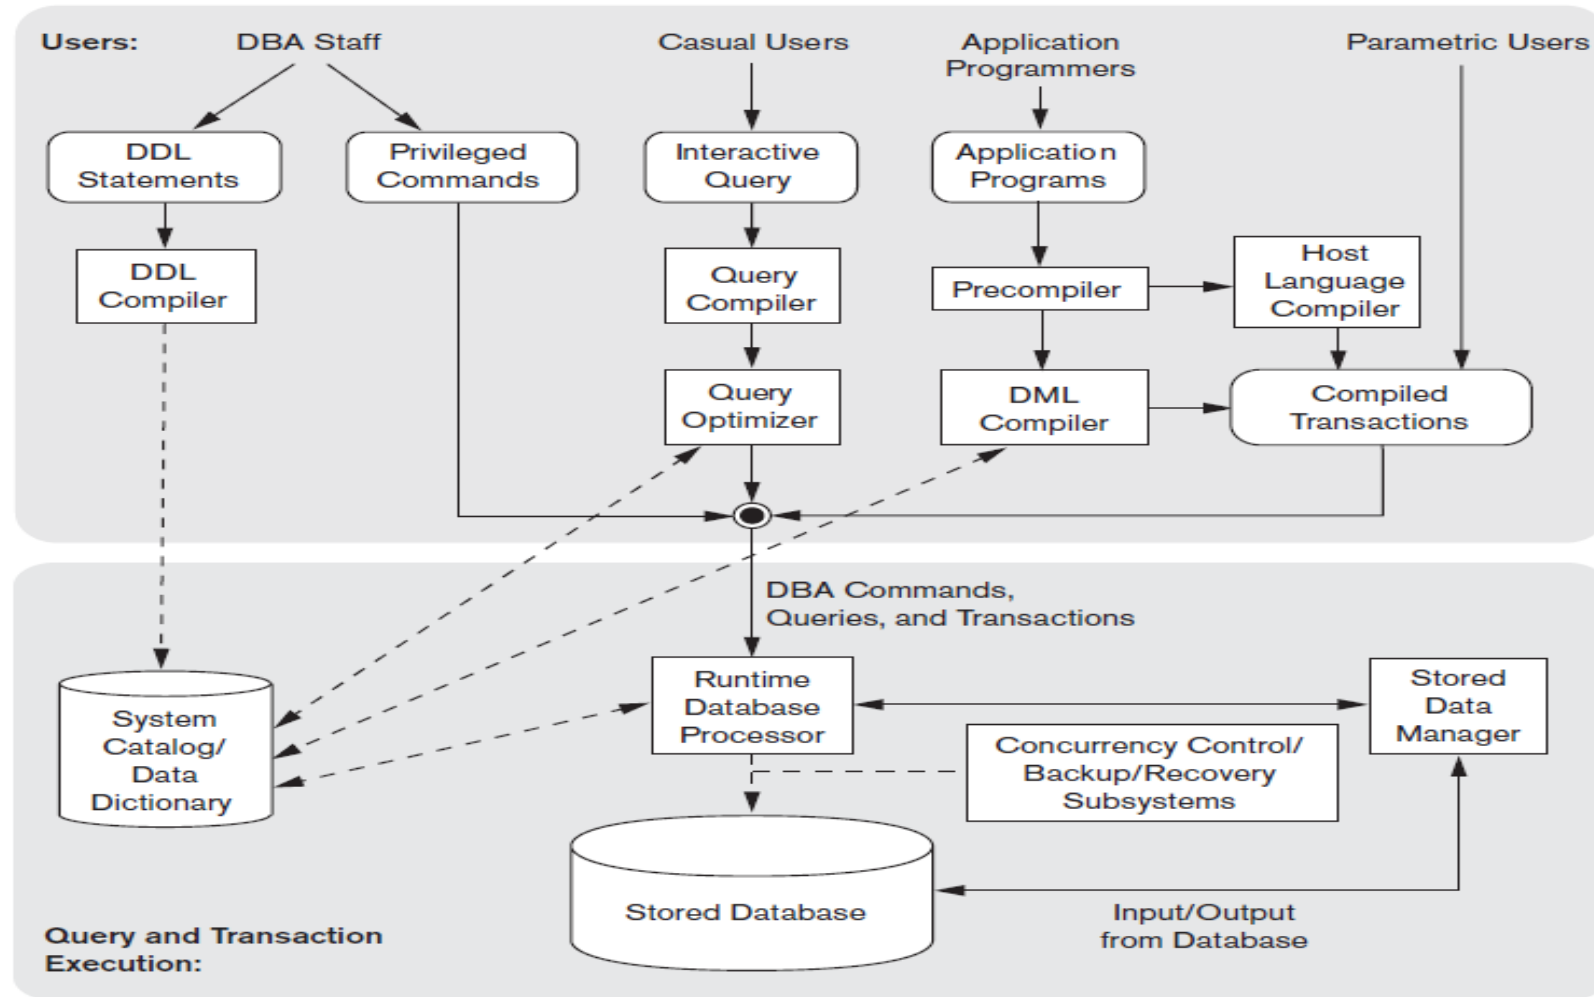 Users:
DBA Staff
Casual Users
Application
Programmers
Parametric Users
DDL
Statements
Privileged
Commands
Interactive
Query
Application
Programs
DDL
Compiler
Query
Compiler
Precompiler
Host
Language
Compiler
Query
Optimizer
DML
Compiler
Compiled
Transactions
DBA Commands,
Queries, and Transactions
System
Catalog/
Data
Dictionary
Runtime
Database
Processor
Stored
Data
Manager
Concurrency Control/
Backup/Recovery
Subsystems
Stored Database
Input/Output
from Database
Query and Transaction
Execution: